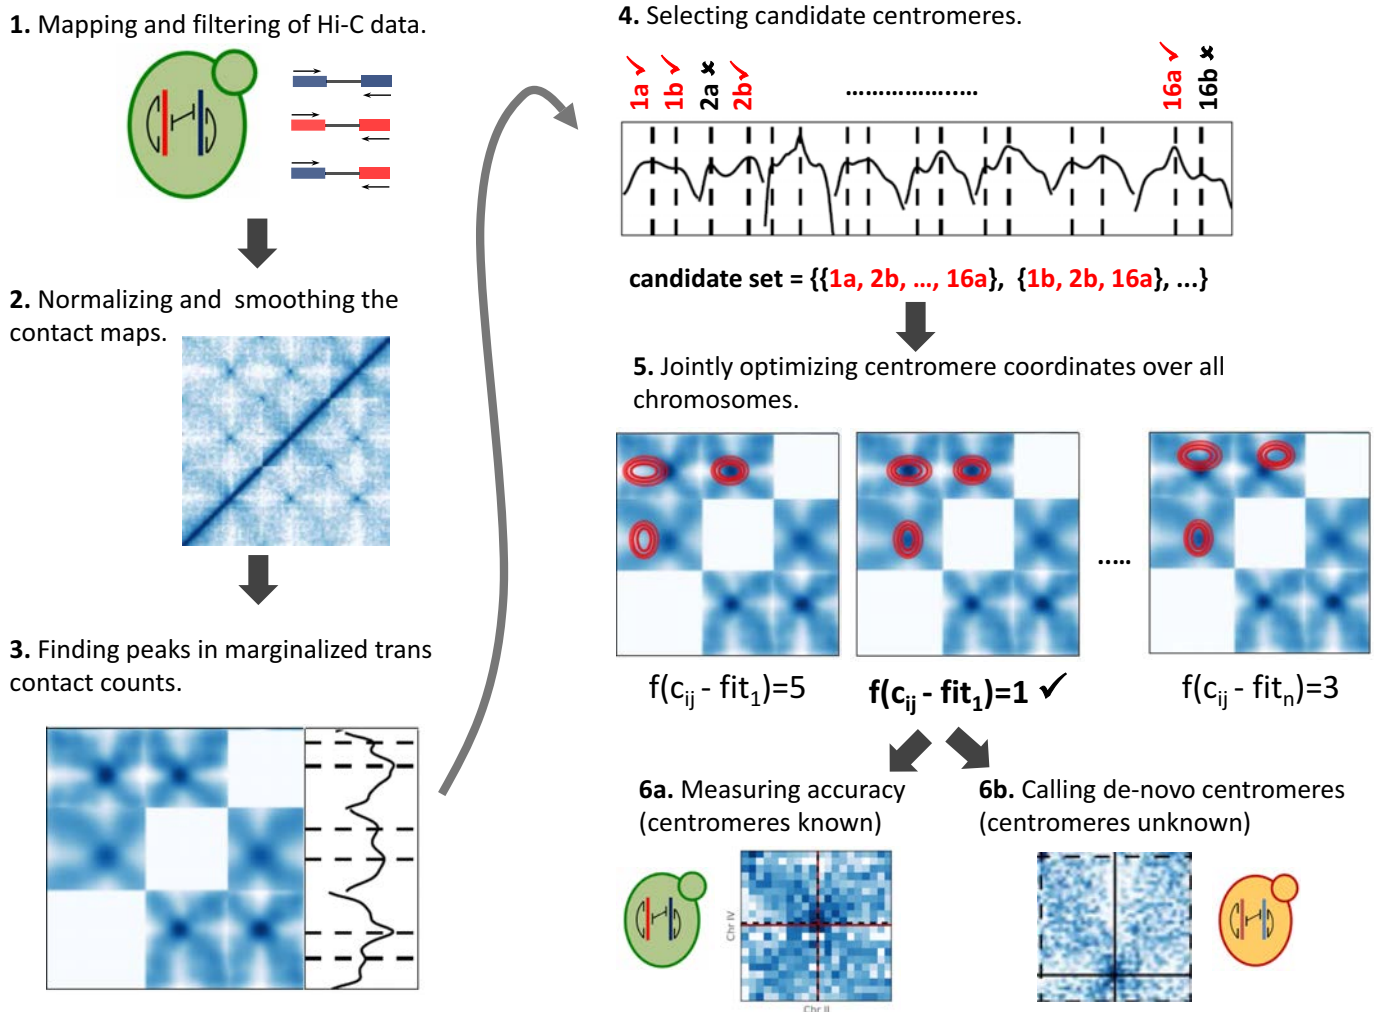 1. Mapping and filtering of Hi-C data.
2. Normalizing and smoothing the
contact maps.
3. Finding peaks in marginalized trans
contact counts.
4. Selecting candidate centromeres.
1a ✓ 1b ✓ 2a ✖ 2b ✓ ................... 16a ✓ 16b ✖
candidate set = {{1a, 2b, ..., 16a}, {1b, 2b, 16a}, ...}
5. Jointly optimizing centromere coordinates over all
chromosomes.
.....
f(cij - fit1)=5 f(cij - fit1)=1 ✓ f(cij - fitn)=3
6a. Measuring accuracy
(centromeres known)
Chr IV
Chr II
6b. Calling de-novo centromeres
(centromeres unknown)